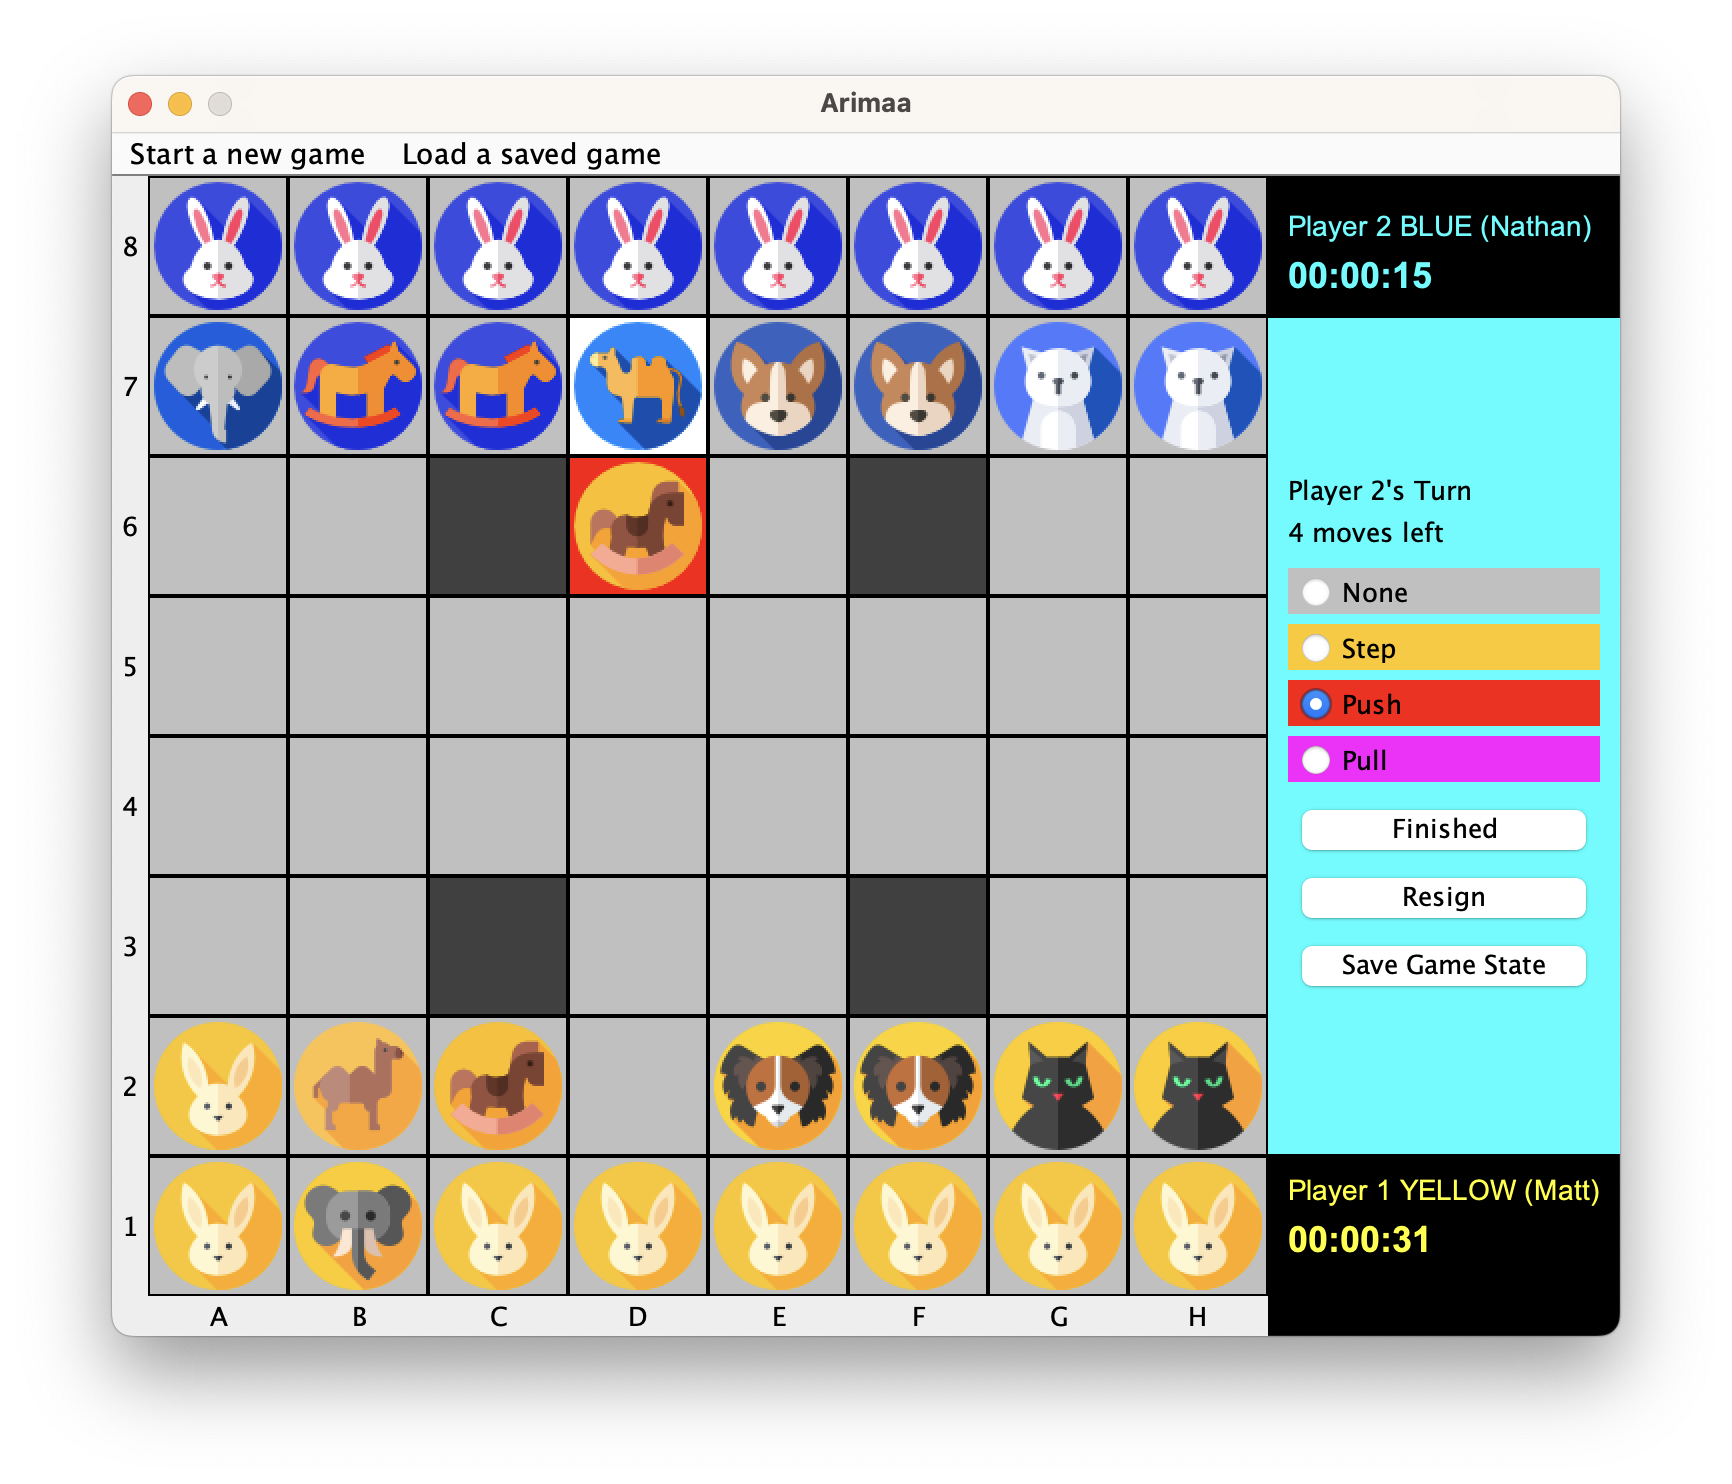 Arimaa
Start a new game Load a saved game
8
7
6
5
4
3
2
1
A B C D E F G H
Player 2 BLUE (Nathan)
00:00:15
Player 2's Turn
4 moves left
None
Step
Push
Pull
Finished
Resign
Save Game State
Player 1 YELLOW (Matt)
00:00:31